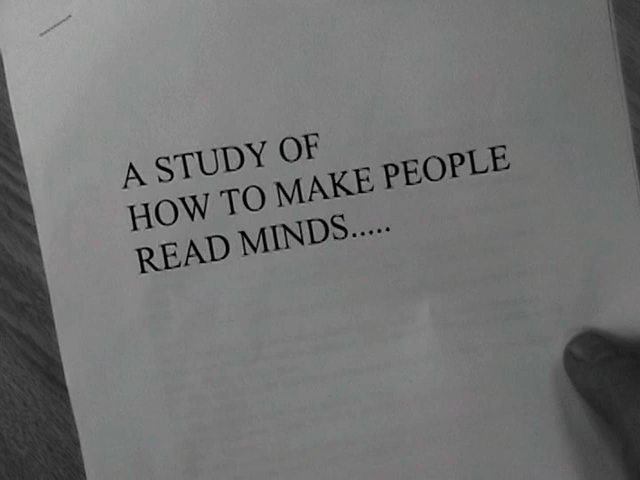 A STUDY OF
HOW TO MAKE PEOPLE
READ MINDS.....